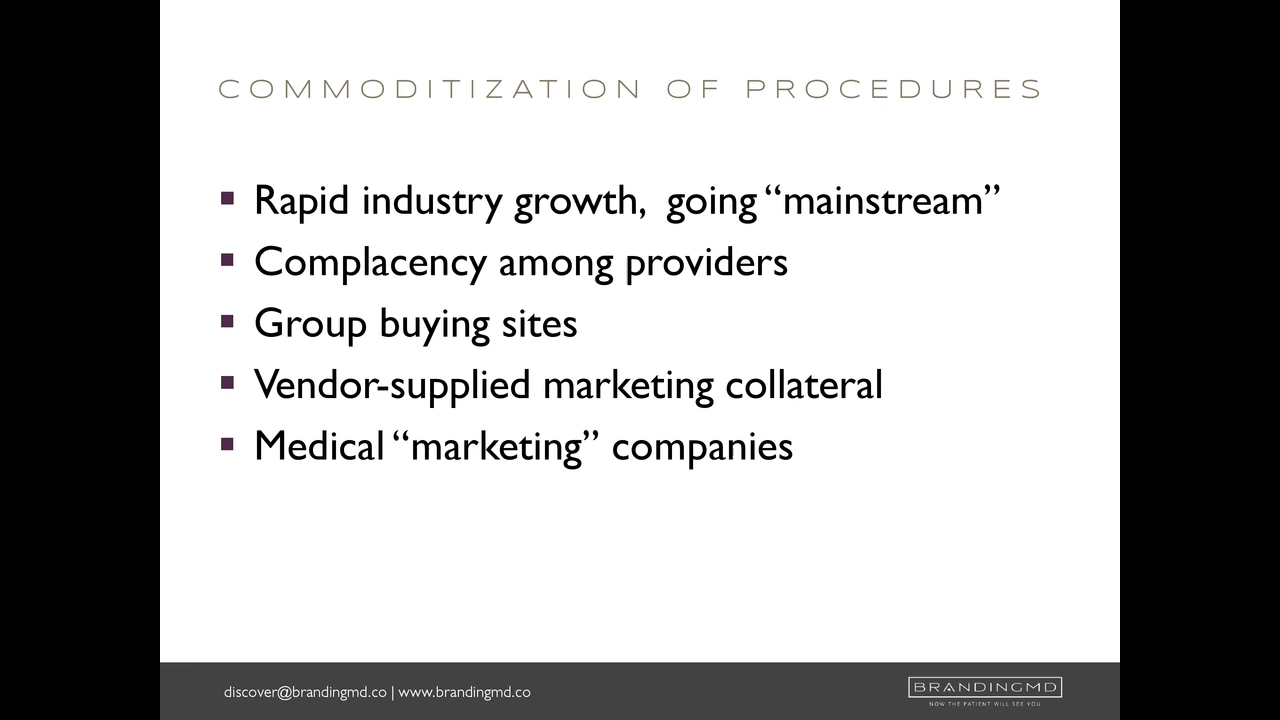 COMMODITIZATION OF PROCEDURES
▪ Rapid industry growth,  going “mainstream”
▪ Complacency among providers
▪ Group buying sites
▪ Vendor-supplied marketing collateral
▪ Medical “marketing” companies
discover@brandingmd.co | www.brandingmd.co
BRANDINGMD
NOW THE PATIENT WILL SEE YOU